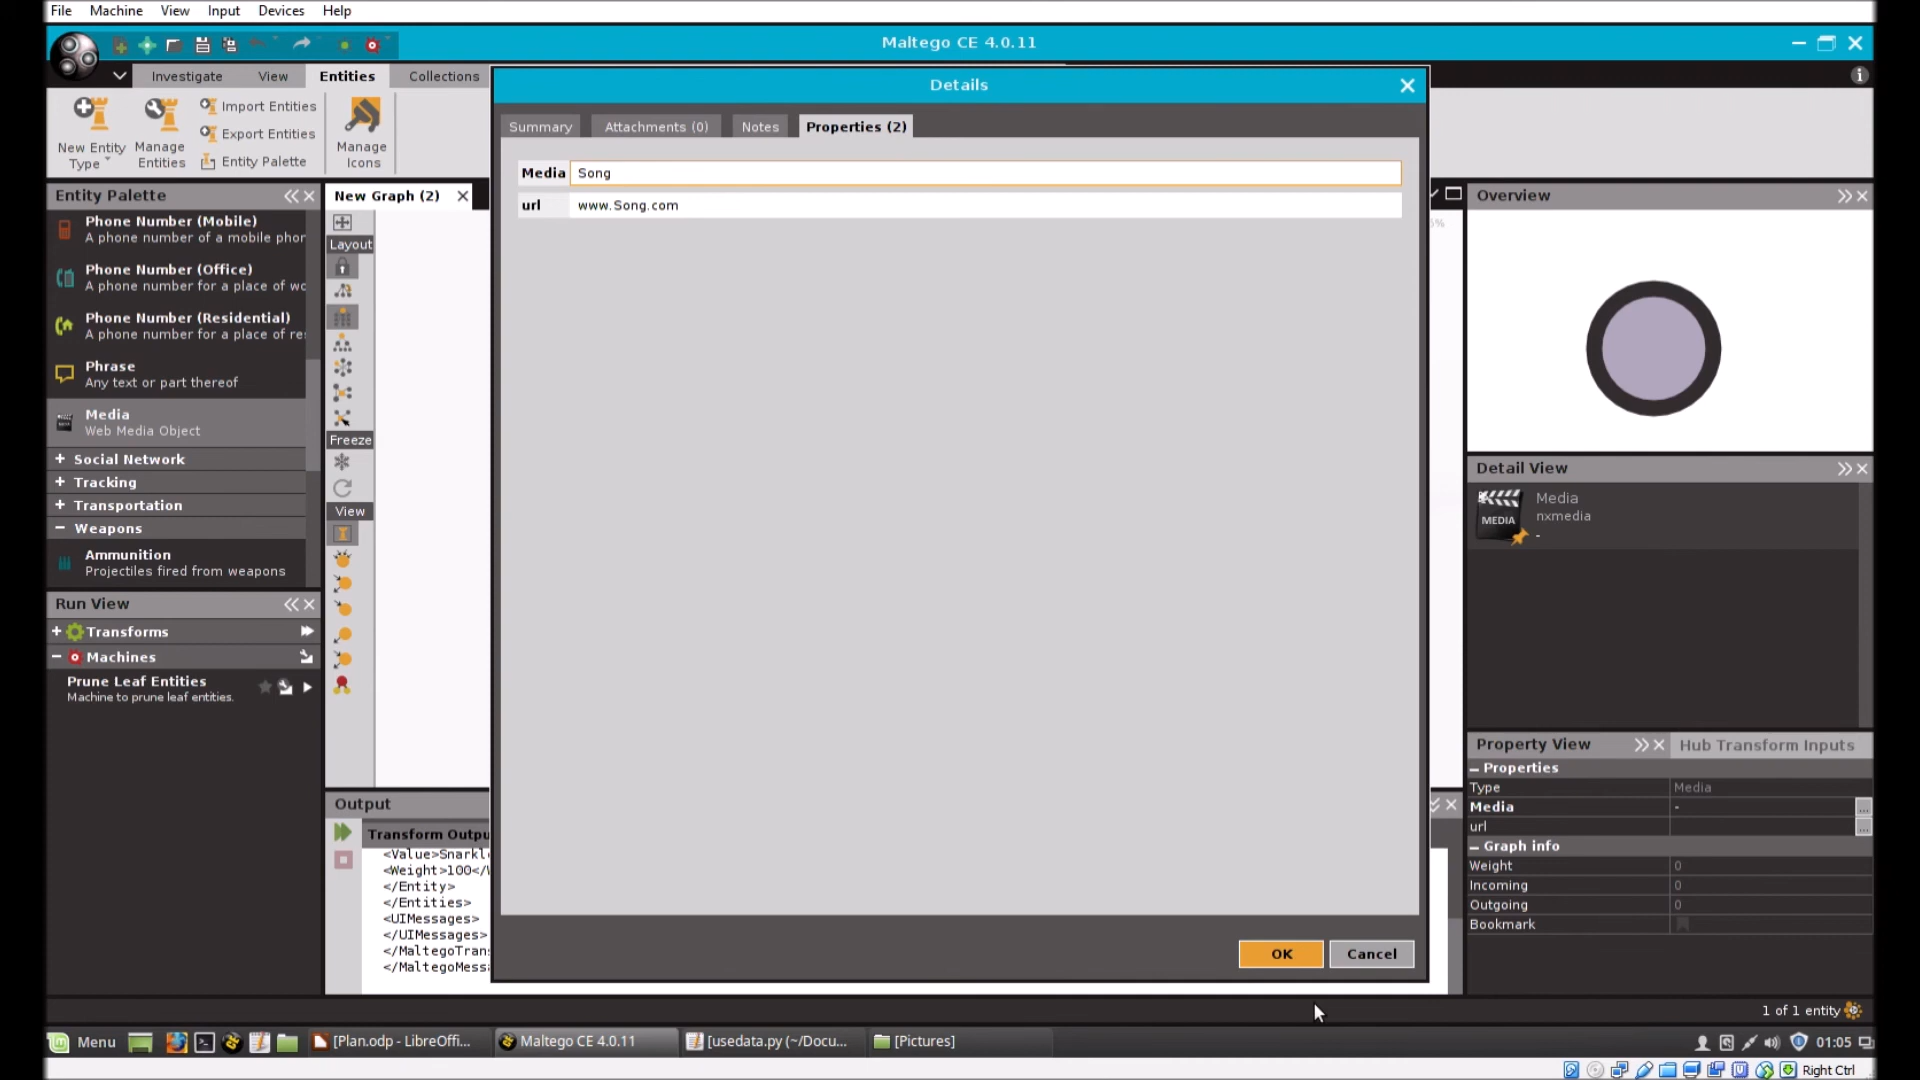 File Machine View Input Devices Help
Maltego CE 4.0.11
Investigate View Entities Collections
New Entity Type
Manage Entities
Import Entities
Export Entities
Entity Palette
Manage Icons
Entity Palette
Phone Number (Mobile)
A phone number of a mobile phor
Phone Number (Office)
A phone number for a place of wo
Phone Number (Residential)
A phone number for a place of re
Phrase
Any text or part thereof
Media
Web Media Object
+ Social Network
+ Tracking
+ Transportation
− Weapons
Ammunition
Projectiles fired from weapons
Run View
+ Transforms
− Machines
Prune Leaf Entities
Machine to prune leaf entities.
New Graph (2)
Layout
Freeze
View
Details
Summary Attachments (0) Notes Properties (2)
Media Song
url www.Song.com
OK Cancel
Output
Transform Outpu
<Value>Snarkl
<Weight>100</
</Entity>
</Entities>
<UIMessages>
</UIMessages>
</MaltegoTran
</MaltegoMess
Overview
Detail View
MEDIA
Media
nxmedia
-
Property View Hub Transform Inputs
− Properties
Type Media
Media -
url
− Graph info
Weight 0
Incoming 0
Outgoing 0
Bookmark
1 of 1 entity
Menu [Plan.odp - LibreOffi... Maltego CE 4.0.11 [usedata.py (~/Docu... [Pictures] 01:05
Right Ctrl